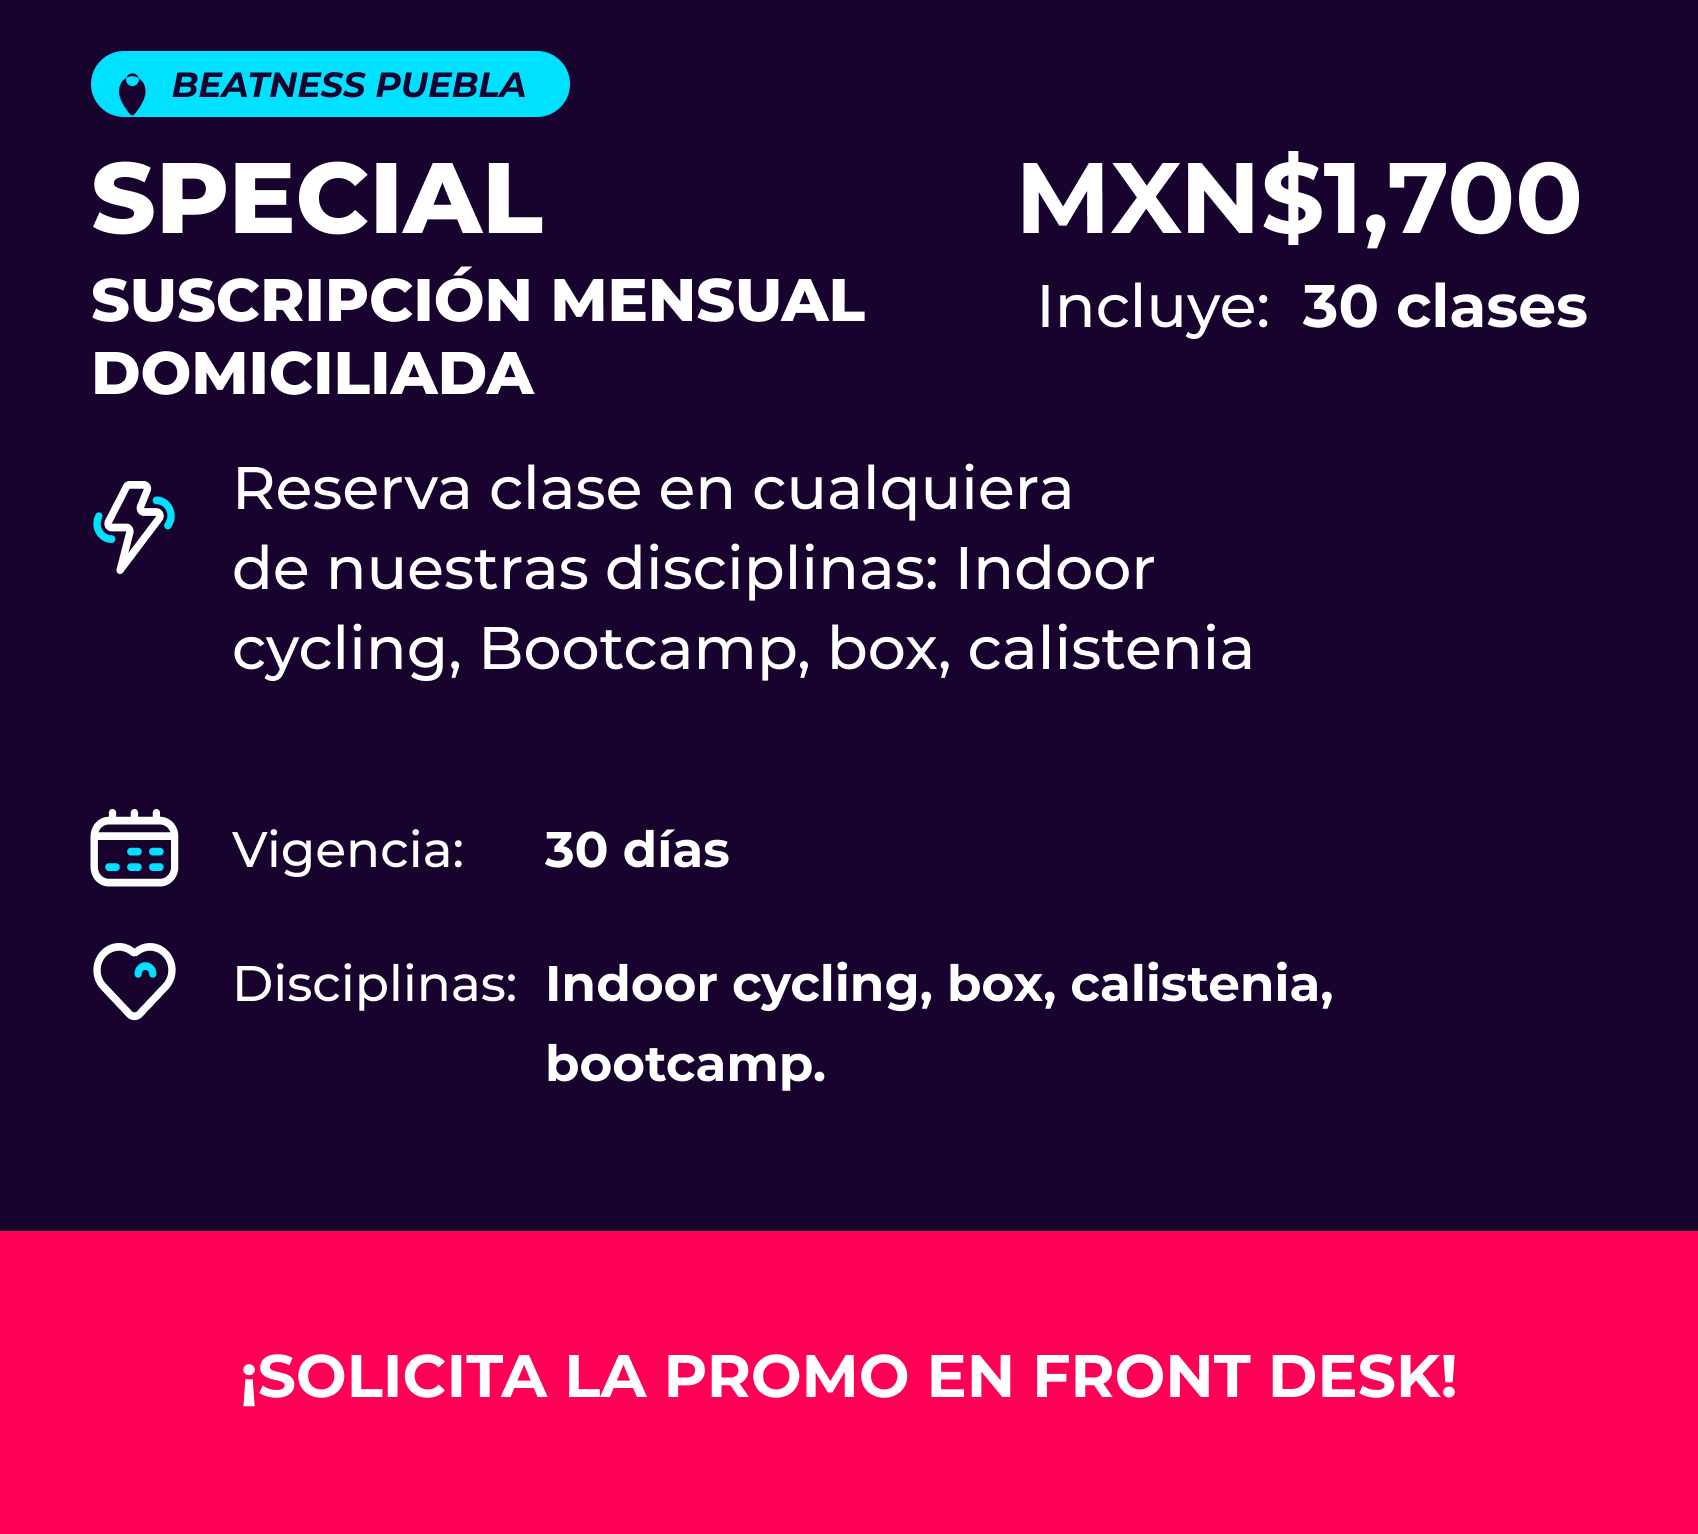 BEATNESS PUEBLA
SPECIAL
MXN$1,700
SUSCRIPCIÓN MENSUAL
DOMICILIADA
Incluye: 30 clases
Reserva clase en cualquiera
de nuestras disciplinas: Indoor
cycling, Bootcamp, box, calistenia
Vigencia: 30 días
Disciplinas: Indoor cycling, box, calistenia,
bootcamp.
¡SOLICITA LA PROMO EN FRONT DESK!